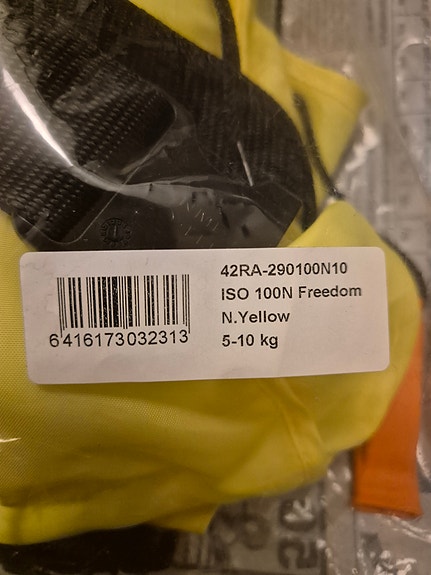 42RA-290100N10
ISO 100N Freedom
N.Yellow
5-10 kg
6416173032313